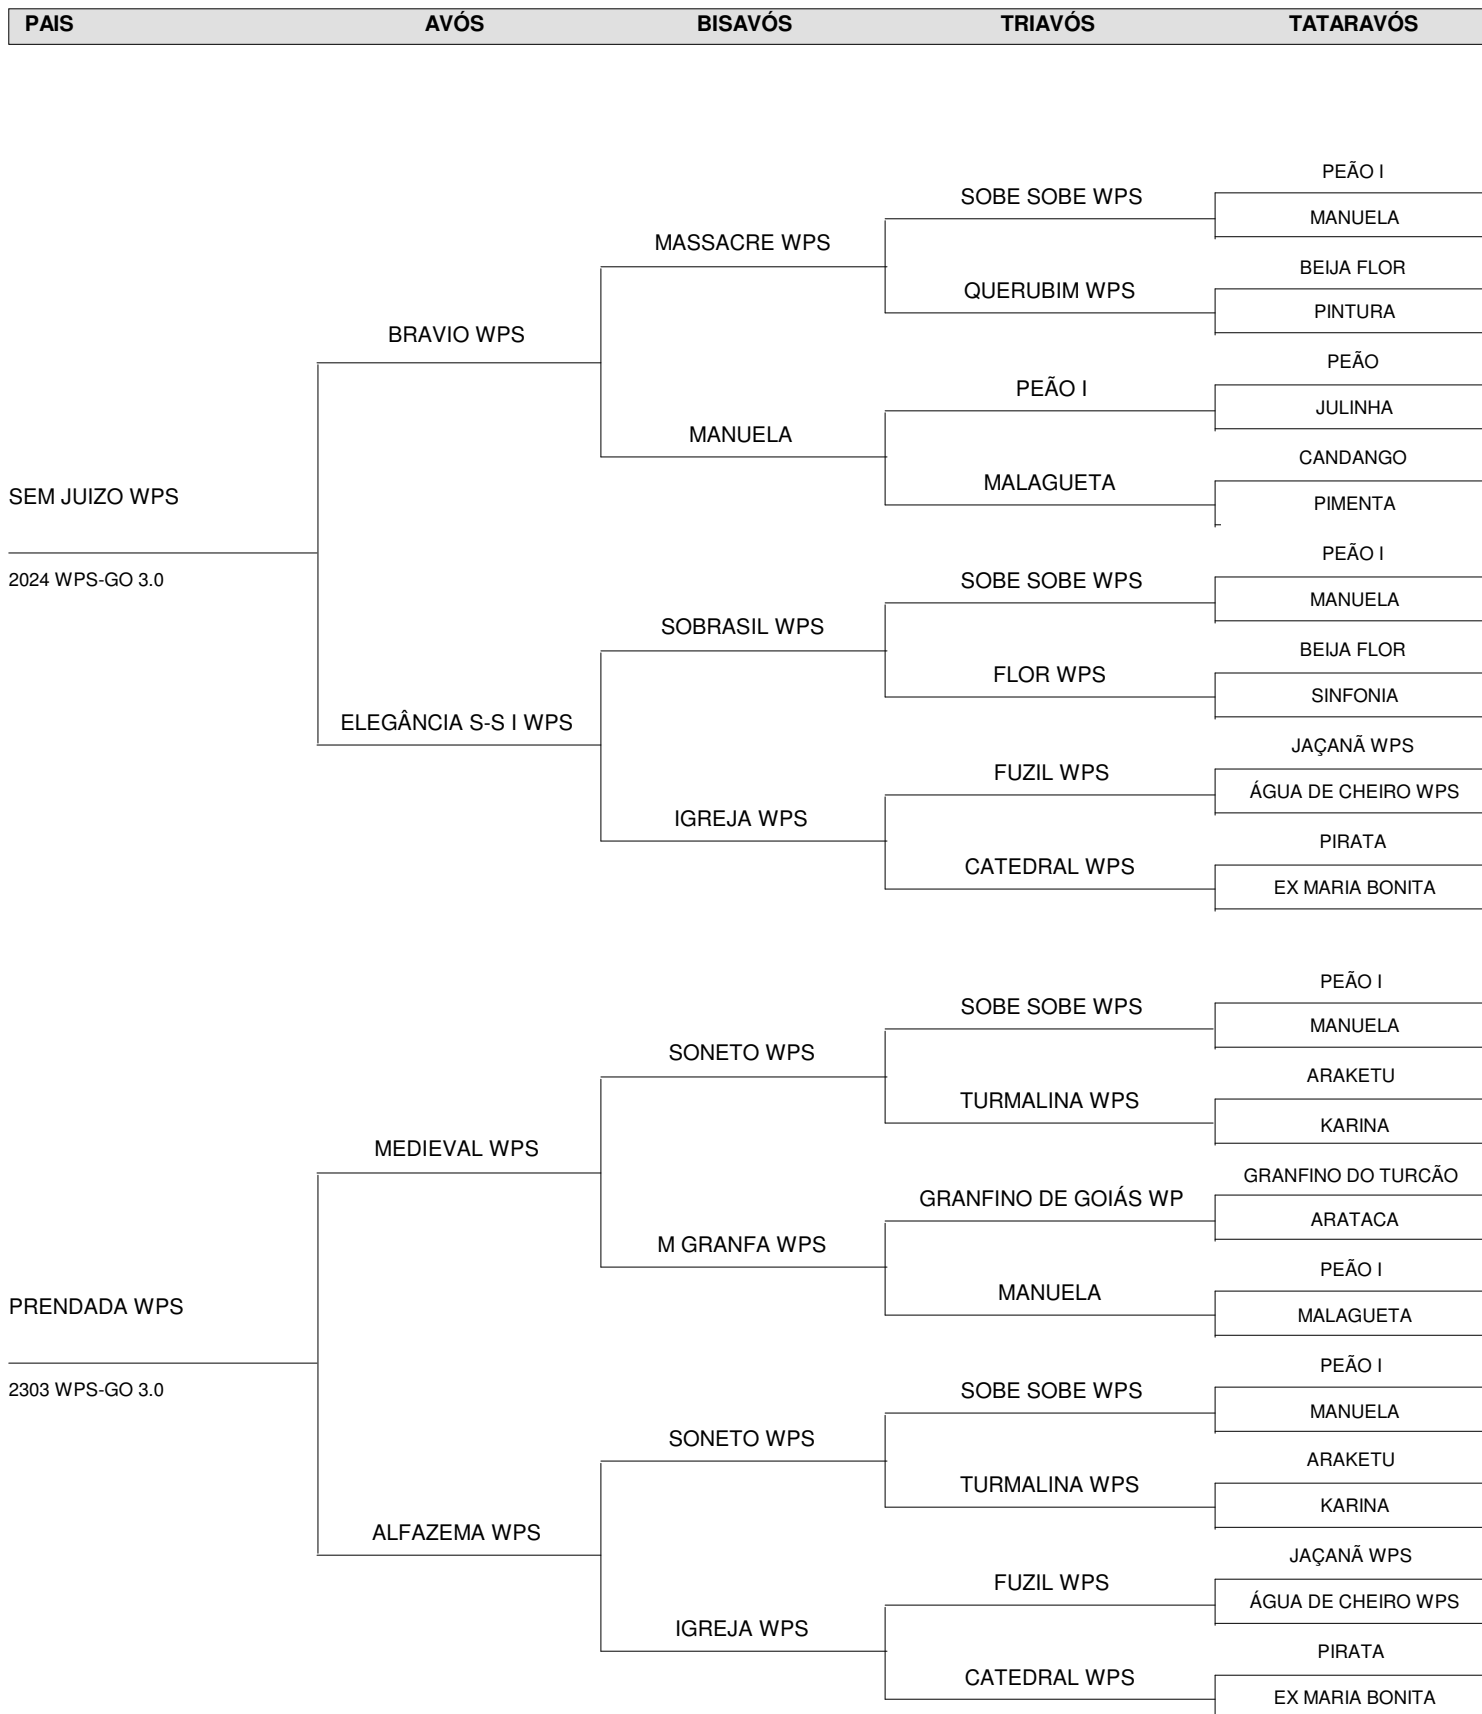 PAIS AVÓS BISAVÓS TRIAVÓS TATARAVÓS
PEÃO I
SOBE SOBE WPS
MANUELA
MASSACRE WPS
BEIJA FLOR
QUERUBIM WPS
PINTURA
BRAVIO WPS
PEÃO
PEÃO I
JULINHA
MANUELA
CANDANGO
MALAGUETA
SEM JUIZO WPS
PIMENTA
PEÃO I
2024 WPS-GO 3.0
SOBE SOBE WPS
MANUELA
SOBRASIL WPS
BEIJA FLOR
FLOR WPS
SINFONIA
ELEGÂNCIA S-S I WPS
JAÇANÃ WPS
FUZIL WPS
ÁGUA DE CHEIRO WPS
IGREJA WPS
PIRATA
CATEDRAL WPS
EX MARIA BONITA
PEÃO I
SOBE SOBE WPS
MANUELA
SONETO WPS
ARAKETU
TURMALINA WPS
KARINA
MEDIEVAL WPS
GRANFINO DO TURCÃO
GRANFINO DE GOIÁS WP
ARATACA
M GRANFA WPS
PEÃO I
MANUELA
PRENDADA WPS
MALAGUETA
PEÃO I
2303 WPS-GO 3.0
SOBE SOBE WPS
MANUELA
SONETO WPS
ARAKETU
TURMALINA WPS
KARINA
ALFAZEMA WPS
JAÇANÃ WPS
FUZIL WPS
ÁGUA DE CHEIRO WPS
IGREJA WPS
PIRATA
CATEDRAL WPS
EX MARIA BONITA